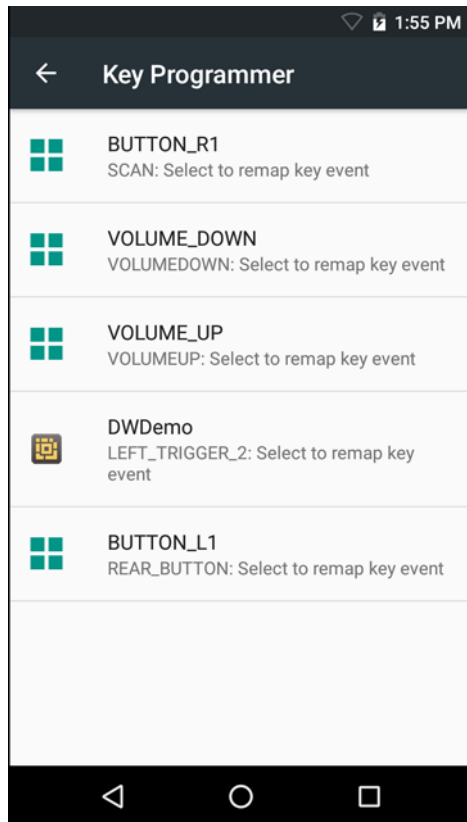 1:55 PM
Key Programmer
BUTTON_R1
SCAN: Select to remap key event
VOLUME_DOWN
VOLUMEDOWN: Select to remap key event
VOLUME_UP
VOLUMEUP: Select to remap key event
DWDemo
LEFT_TRIGGER_2: Select to remap key
event
BUTTON_L1
REAR_BUTTON: Select to remap key event